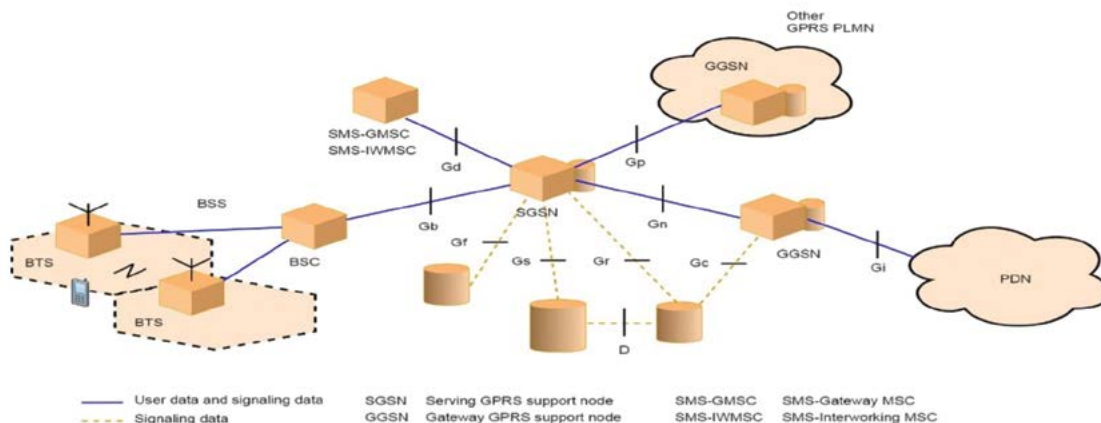 Other
GPRS PLMN
GGSN
SMS-GMSC
SMS-IWMSC
Gd
Gp
BSS
SGSN
Gb
Gn
BTS
BSC
Gf
Gs
Gr
Gc
GGSN
Gi
PDN
BTS
D
User data and signaling data
SGSN Serving GPRS support node
SMS-GMSC SMS-Gateway MSC
Signaling data
GGSN Gateway GPRS support node
SMS-IWMSC SMS-Interworking MSC